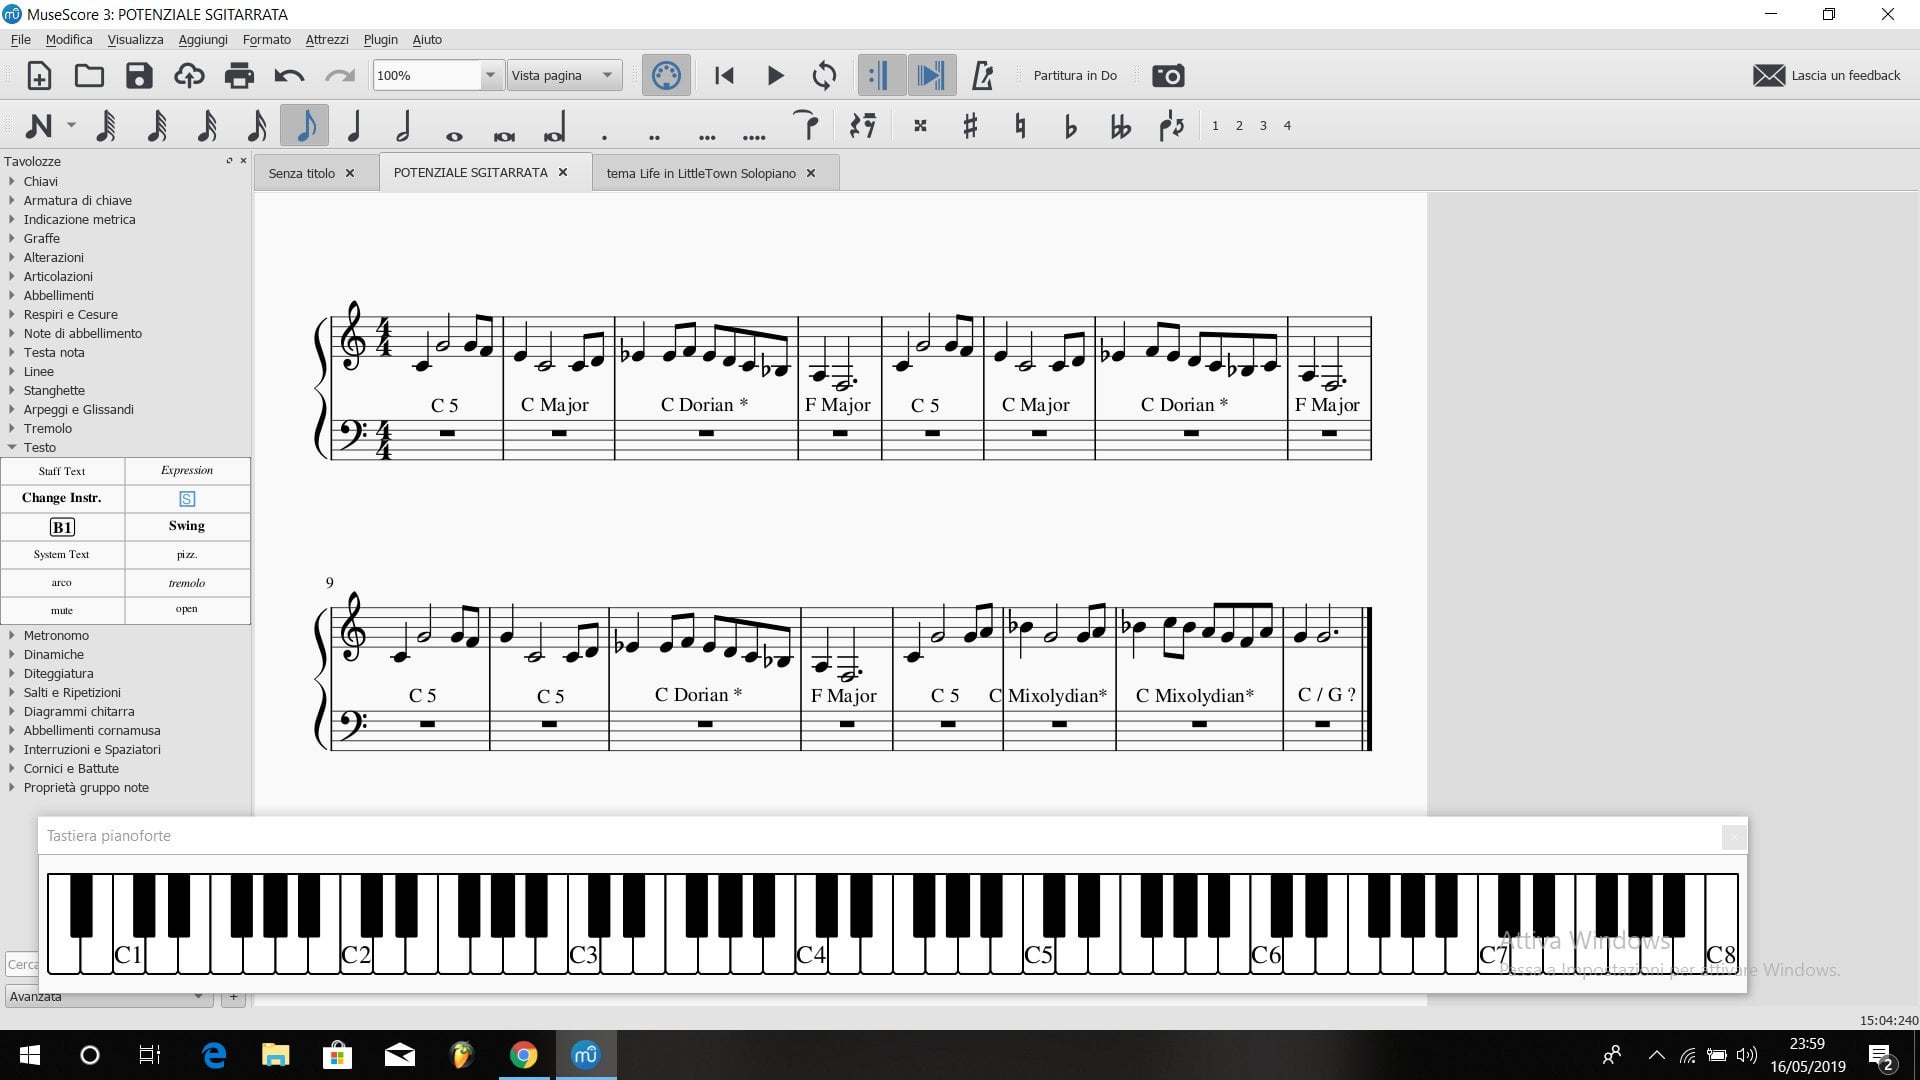 MuseScore 3: POTENZIALE SGITARRATA
File Modifica Visualizza Aggiungi Formato Attrezzi Plugin Aiuto
100% Vista pagina Partitura in Do Lascia un feedback
1 2 3 4
Tavolozze
Senza titolo POTENZIALE SGITARRATA tema Life in LittleTown Solopiano
Chiavi
Armatura di chiave
Indicazione metrica
Graffe
Alterazioni
Articolazioni
Abbellimenti
Respiri e Cesure
Note di abbellimento
Testa nota
Linee
Stanghette
Arpeggi e Glissandi
Tremolo
Testo
Staff Text Expression
Change Instr. S
B1 Swing
System Text pizz.
arco tremolo
mute open
Metronomo
Dinamiche
Diteggiatura
Salti e Ripetizioni
Diagrammi chitarra
Abbellimenti cornamusa
Interruzioni e Spaziatori
Cornici e Battute
Proprietà gruppo note
Cerca
Avanzata +
4 4
C 5 C Major C Dorian * F Major C 5 C Major C Dorian * F Major
4 4
9
C 5 C 5 C Dorian * F Major C 5 C Mixolydian* C Mixolydian* C / G ?
Tastiera pianoforte
C1 C2 C3 C4 C5 C6 C7 C8
Attiva Windows
Passa a Impostazioni per attivare Windows.
15:04:240
23:59
16/05/2019
2